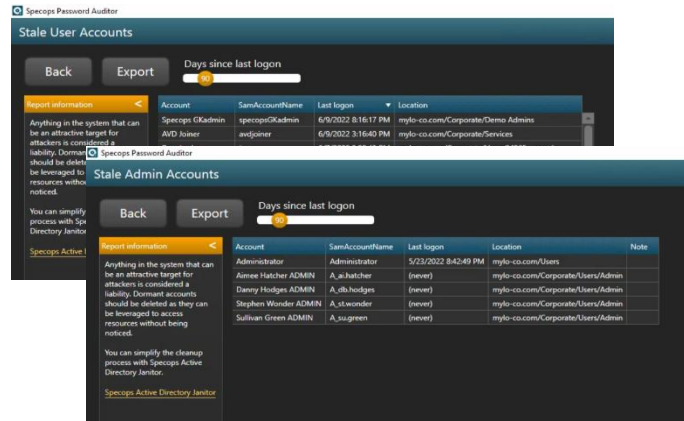 Specops Password Auditor
Stale User Accounts
Back
Export
Days since last logon
90
Report information <
Anything in the system that can
be an attractive target for
attackers is considered a
liability. Dormant
should be delete
be leveraged to
resources witho
noticed.
You can simplify
process with Spe
Directory Janitor.
Specops Active
Account SamAccountName Last logon Location
Specops GKadmin specopsGKadmin 6/9/2022 8:16:17 PM mylo-co.com/Corporate/Demo Admins
AVD Joiner avdjoiner 6/9/2022 3:16:40 PM mylo-co.com/Corporate/Services
Specops Password Auditor
Stale Admin Accounts
Back
Export
Days since last logon
90
Report information <
Anything in the system that can
be an attractive target for
attackers is considered a
liability. Dormant accounts
should be deleted as they can
be leveraged to access
resources without being
noticed.
You can simplify the cleanup
process with Specops Active
Directory Janitor.
Specops Active Directory Janitor
Account SamAccountName Last logon Location Note
Administrator Administrator 5/23/2022 8:42:49 PM mylo-co.com/Users
Aimee Hatcher ADMIN A_ai.hatcher (never) mylo-co.com/Corporate/Users/Admin
Danny Hodges ADMIN A_db.hodges (never) mylo-co.com/Corporate/Users/Admin
Stephen Wonder ADMIN A_st.wonder (never) mylo-co.com/Corporate/Users/Admin
Sullivan Green ADMIN A_su.green (never) mylo-co.com/Corporate/Users/Admin